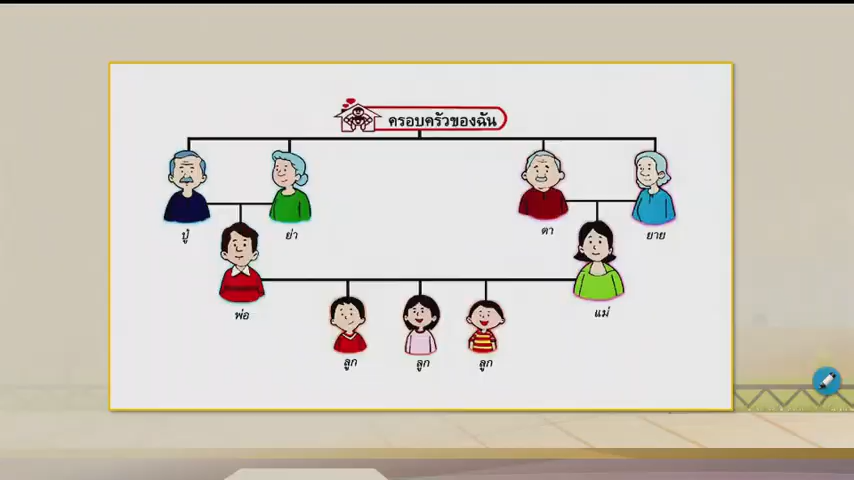 ครอบครัวของฉัน
ปู่
ย่า
ตา
ยาย
พ่อ
แม่
ลูก
ลูก
ลูก